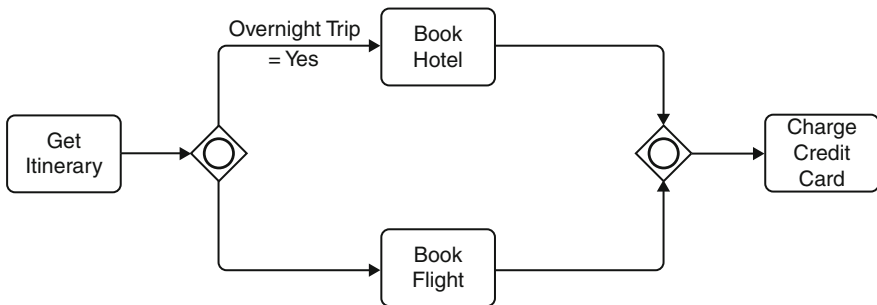 Overnight Trip
= Yes
Book
Hotel
Get
Itinerary
Charge
Credit
Card
Book
Flight